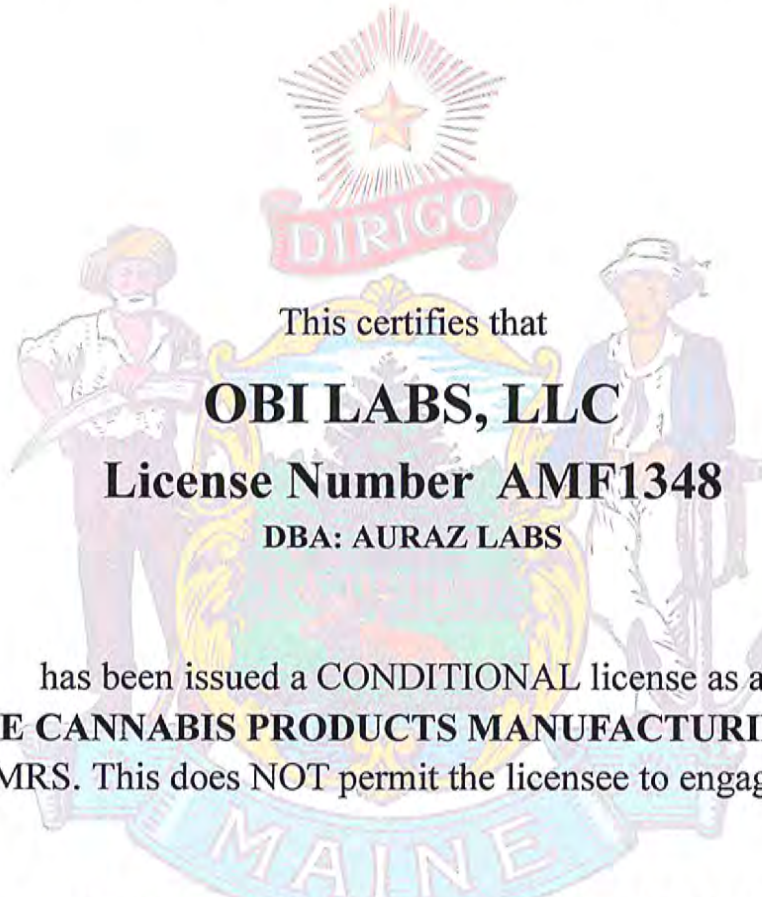 DIRIGO
This certifies that
OBI LABS, LLC
License Number AMF1348
DBA: AURAZ LABS
has been issued a CONDITIONAL license as a
E CANNABIS PRODUCTS MANUFACTURI
MRS. This does NOT permit the licensee to engag
MAINE